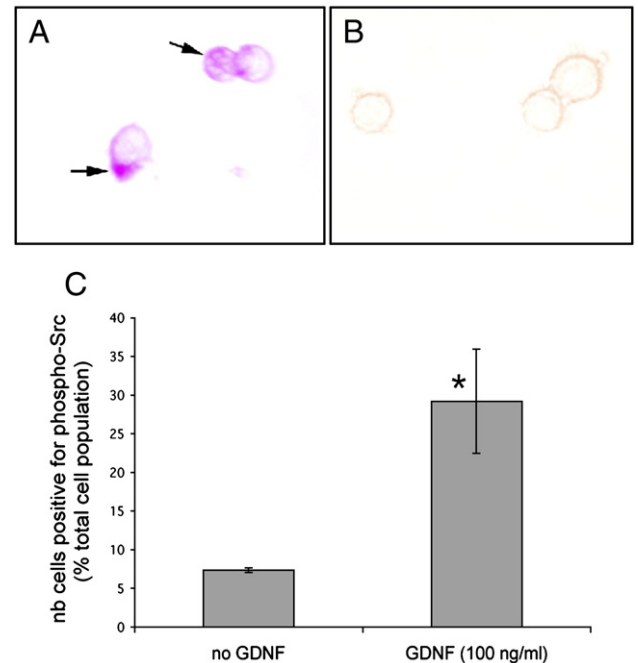 A
B
C
nb cells positive for phospho-Src
(% total cell population)
40
35
30
25
20
15
10
5
0
*
no GDNF
GDNF (100 ng/ml)